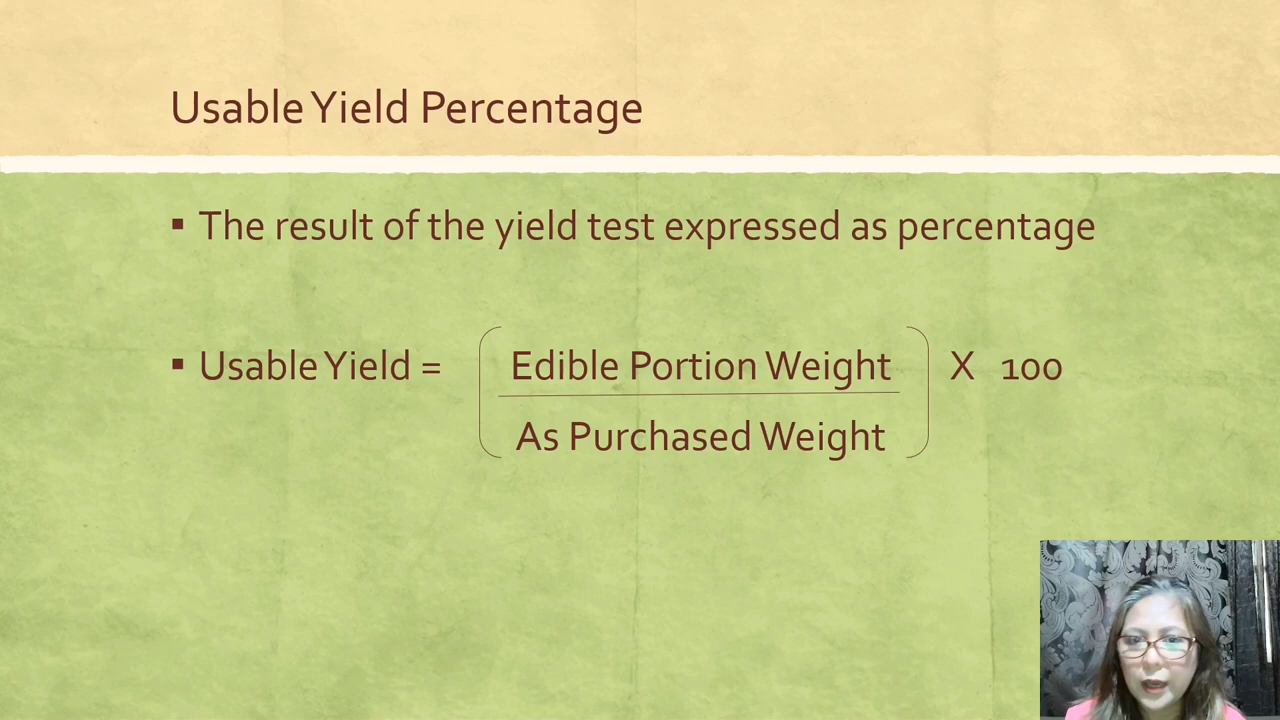 Usable Yield Percentage
▪ The result of the yield test expressed as percentage
▪ Usable Yield = ( Edible Portion Weight ) X 100
As Purchased Weight